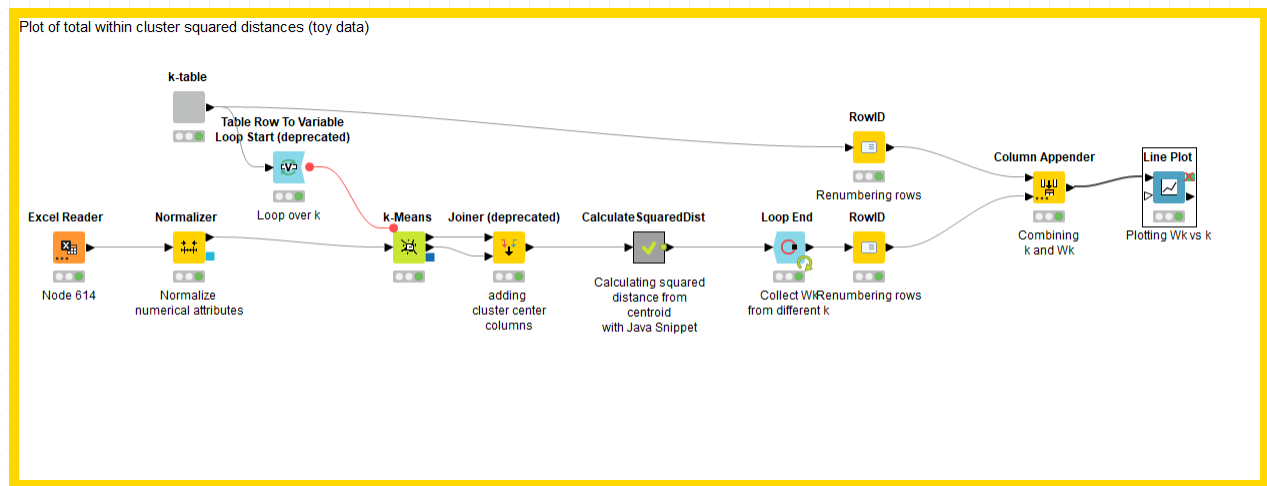 Plot of total within cluster squared distances (toy data)
k-table
Table Row To Variable
Loop Start (deprecated)
Loop over k
RowID
Renumbering rows
Column Appender
Combining
k and Wk
Line Plot
Plotting Wk vs k
Excel Reader
Node 614
Normalizer
Normalize
numerical attributes
k-Means
Joiner (deprecated)
adding
cluster center
columns
CalculateSquaredDist
Calculating squared
distance from
centroid
with Java Snippet
Loop End
Collect Wk
from different k
RowID
Renumbering rows